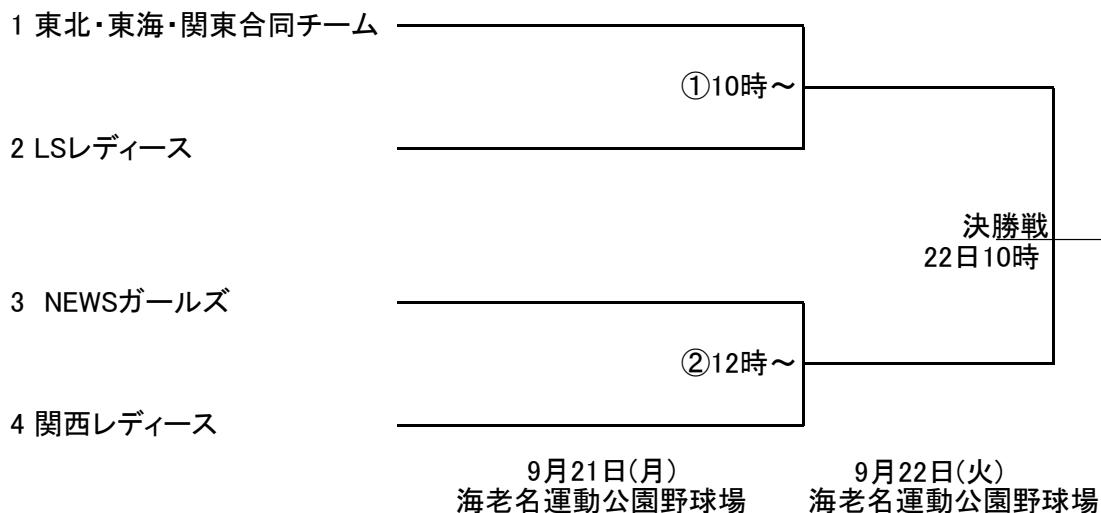 1 東北・東海・関東合同チーム
①10時～
2 LSレディース
決勝戦
22日10時
3 NEWSガールズ
②12時～
4 関西レディース
9月21日(月)
海老名運動公園野球場
9月22日(火)
海老名運動公園野球場